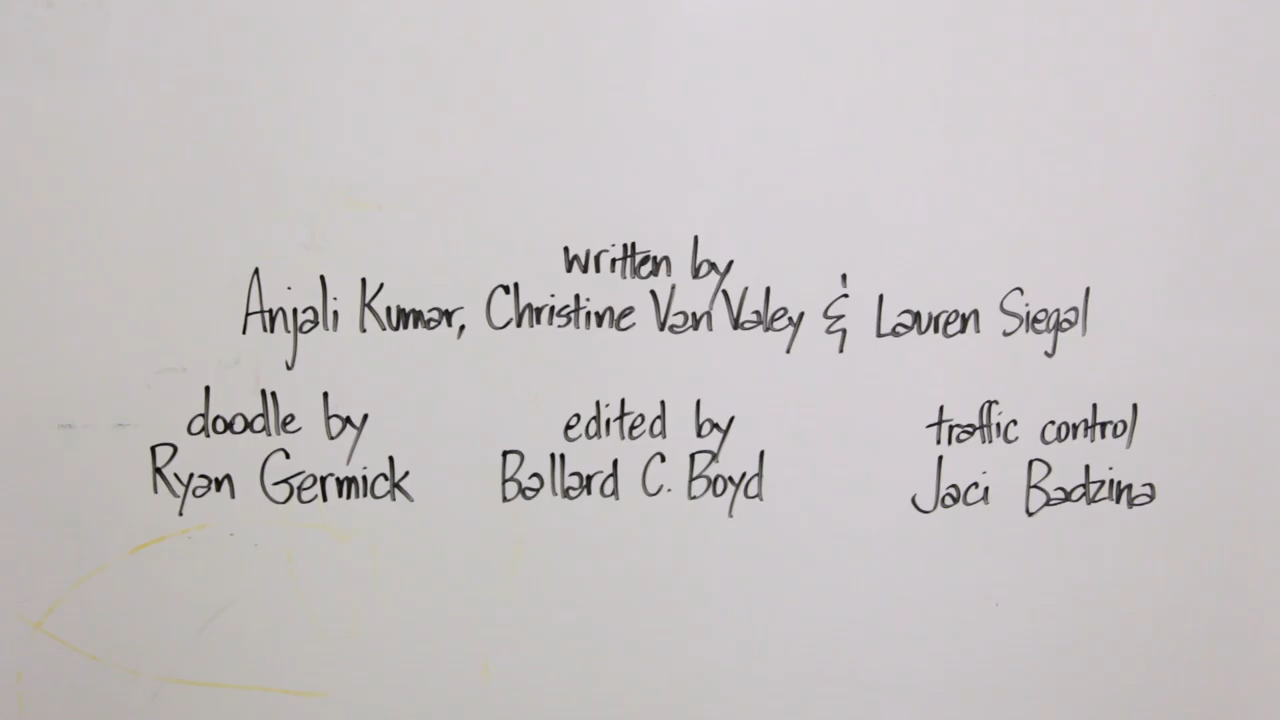 written by
Anjali Kumar, Christine Van Valey & Lauren Siegal
doodle by
Ryan Germick
edited by
Ballard C. Boyd
traffic control
Jaci Badzina